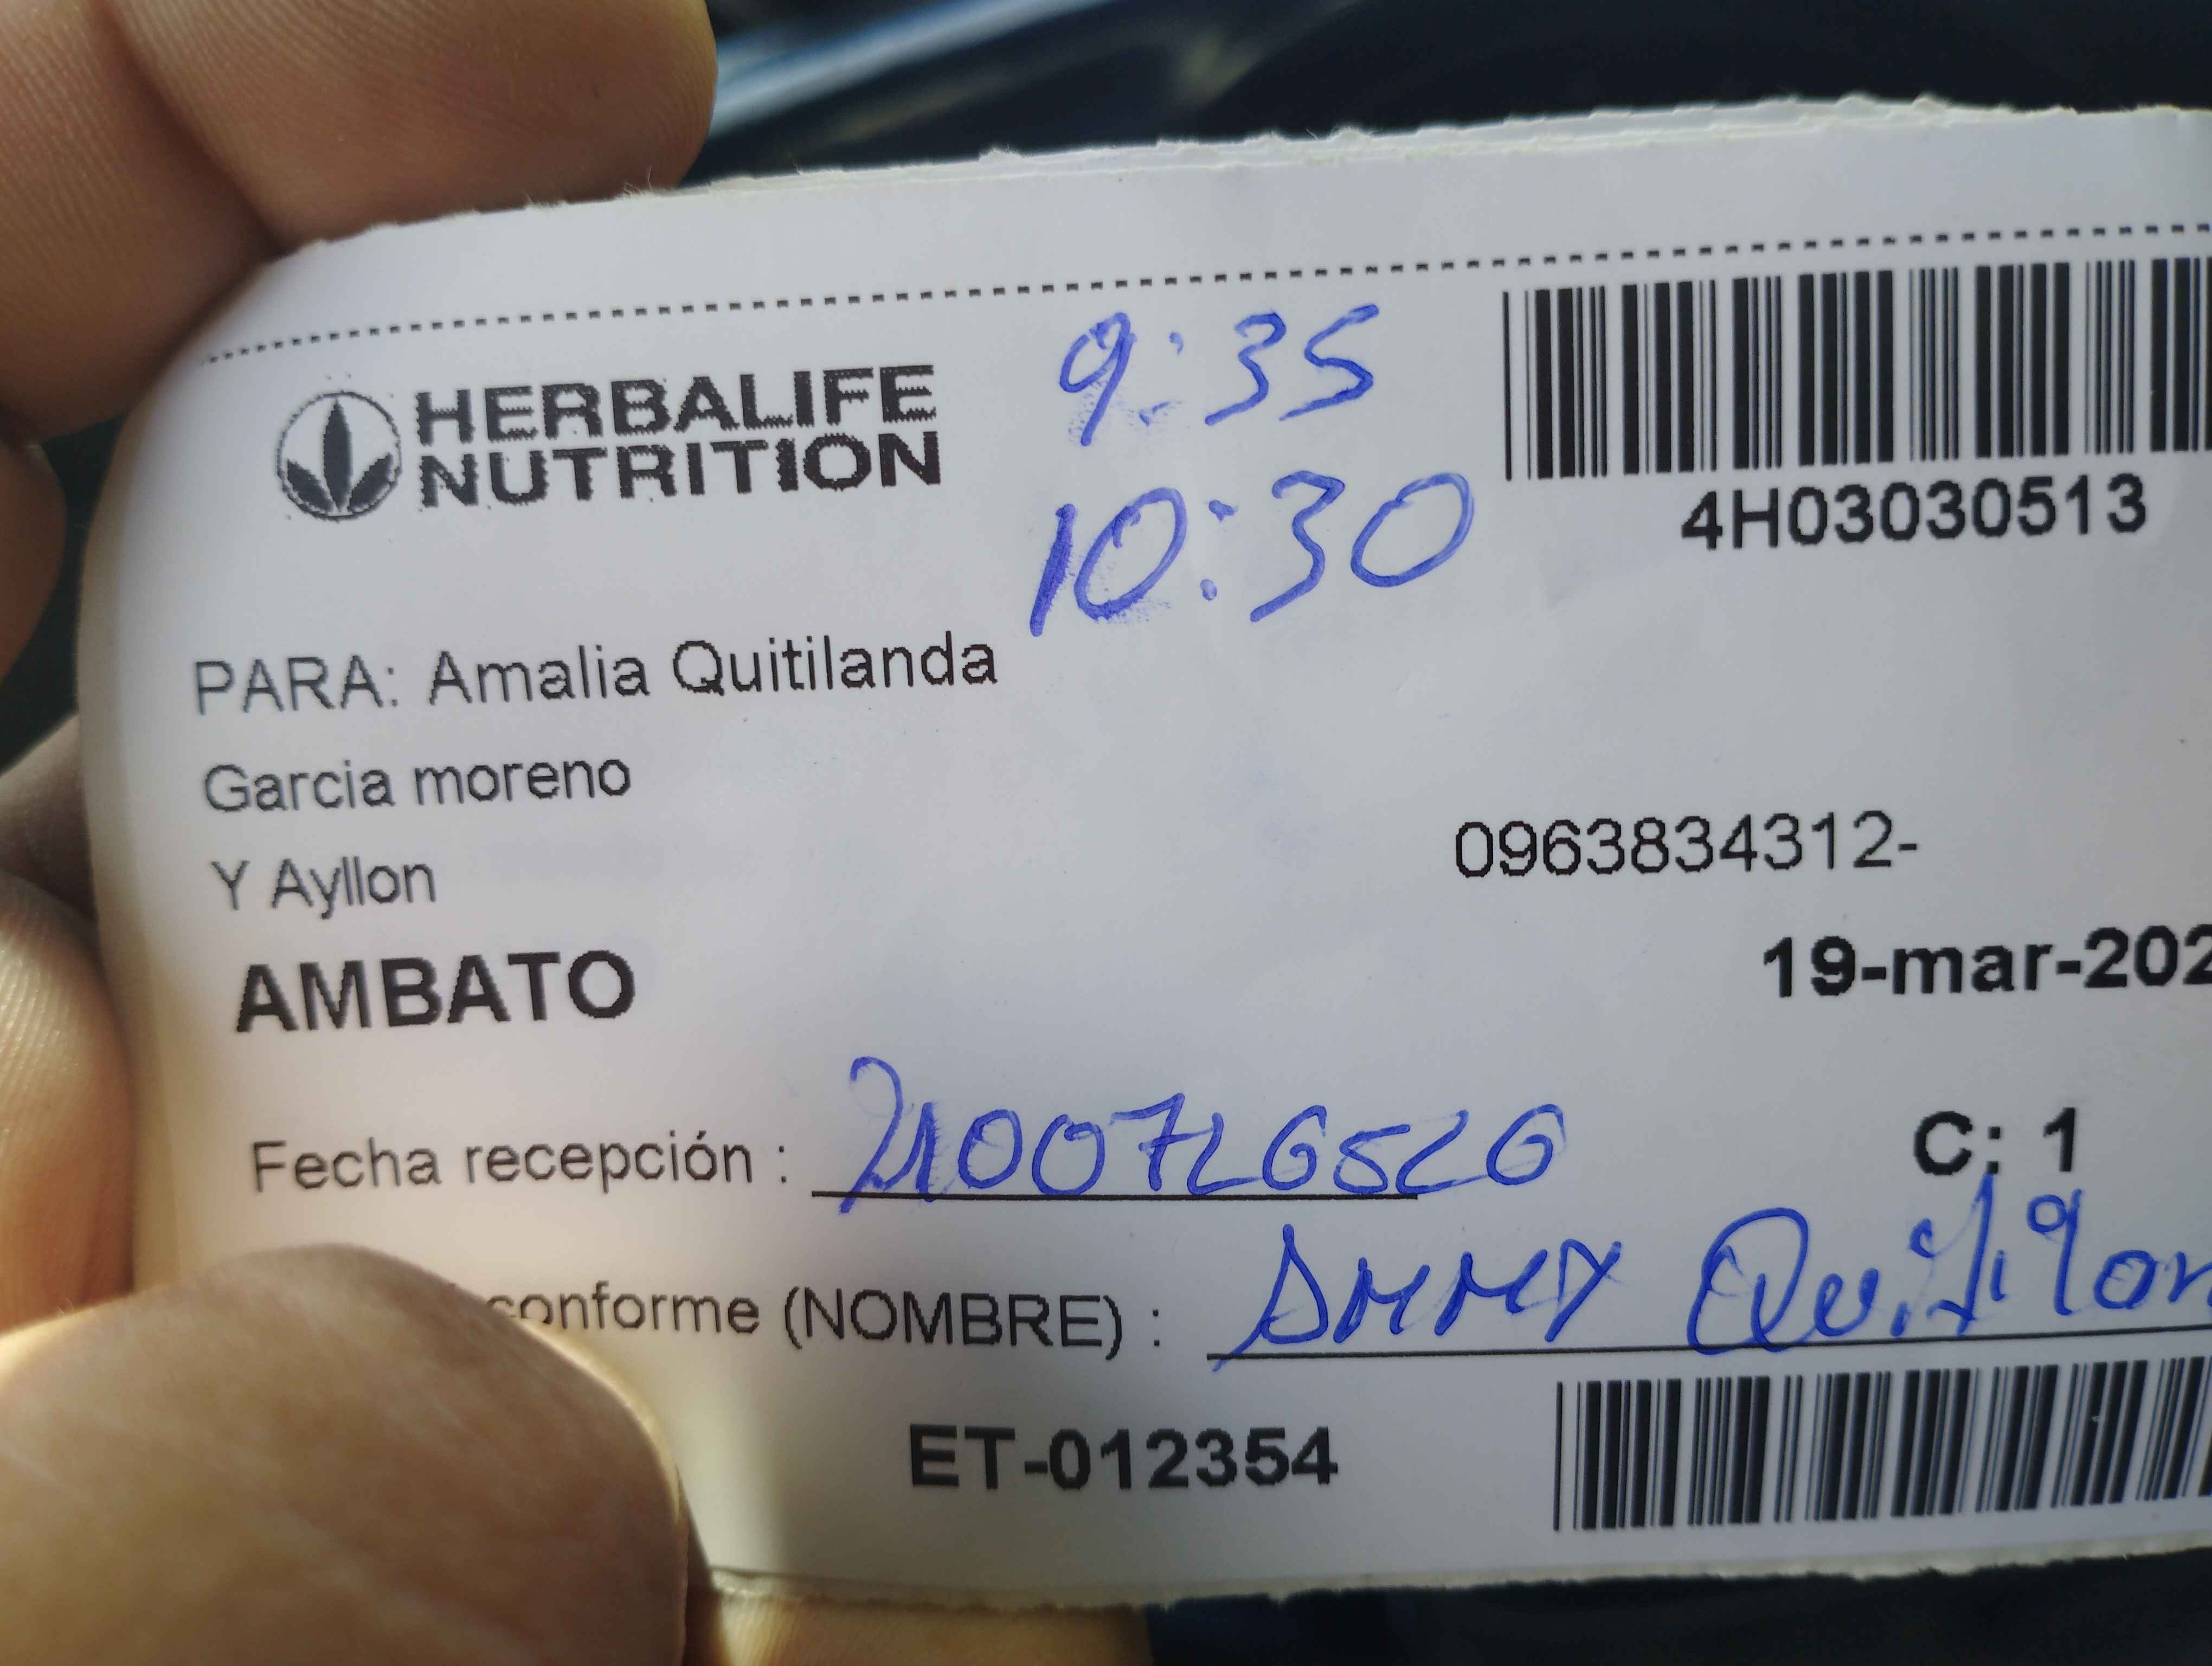 HERBALIFE
NUTRITION
9:35
10:30
4H03030513
PARA: Amalia Quitilanda
Garcia moreno
Y Ayllon
0963834312-
AMBATO
19-mar-202
Fecha recepción :
C: 1
conforme (NOMBRE) :
ET-012354